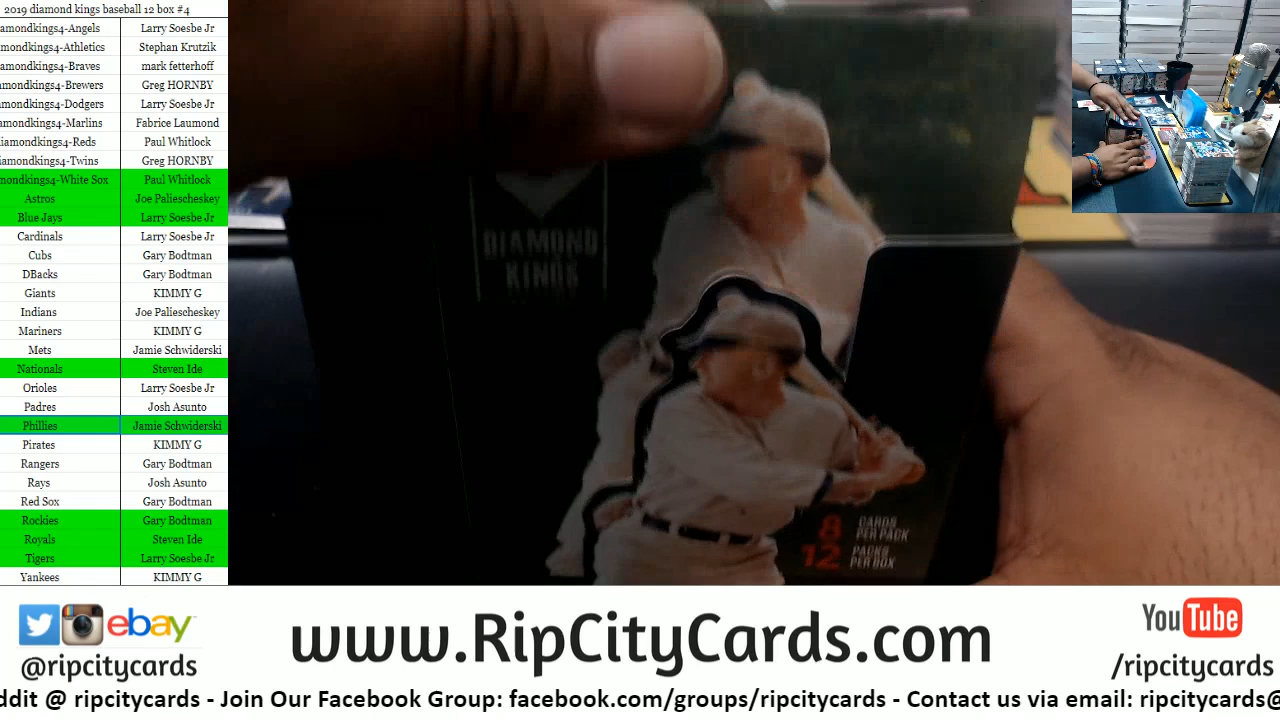 2019 diamond kings baseball 12 box #4
amondkings4-Angels Larry Soesbe Jr
mondkings4-Athletics Stephan Krutzik
amondkings4-Braves mark fetterhoff
mondkings4-Brewers Greg HORNBY
mondkings4-Dodgers Larry Soesbe Jr
mondkings4-Marlins Fabrice Laumond
iamondkings4-Reds Paul Whitlock
iamondkings4-Twins Greg HORNBY
mondkings4-White Sox Paul Whitlock
Astros Joe Paliescheskey
Blue Jays Larry Soesbe Jr
Cardinals Larry Soesbe Jr
Cubs Gary Bodtman
DBacks Gary Bodtman
Giants KIMMY G
Indians Joe Paliescheskey
Mariners KIMMY G
Mets Jamie Schwiderski
Nationals Steven Ide
Orioles Larry Soesbe Jr
Padres Josh Asunto
Phillies Jamie Schwiderski
Pirates KIMMY G
Rangers Gary Bodtman
Rays Josh Asunto
Red Sox Gary Bodtman
Rockies Gary Bodtman
Royals Steven Ide
Tigers Larry Soesbe Jr
Yankees KIMMY G
DIAMOND
KINGS
8 CARDS PER PACK
12 PACKS PER BOX
ebay
@ripcitycards
www.RipCityCards.com
YouTube
/ripcitycards
ddit @ ripcitycards - Join Our Facebook Group: facebook.com/groups/ripcitycards - Contact us via email: ripcitycards@